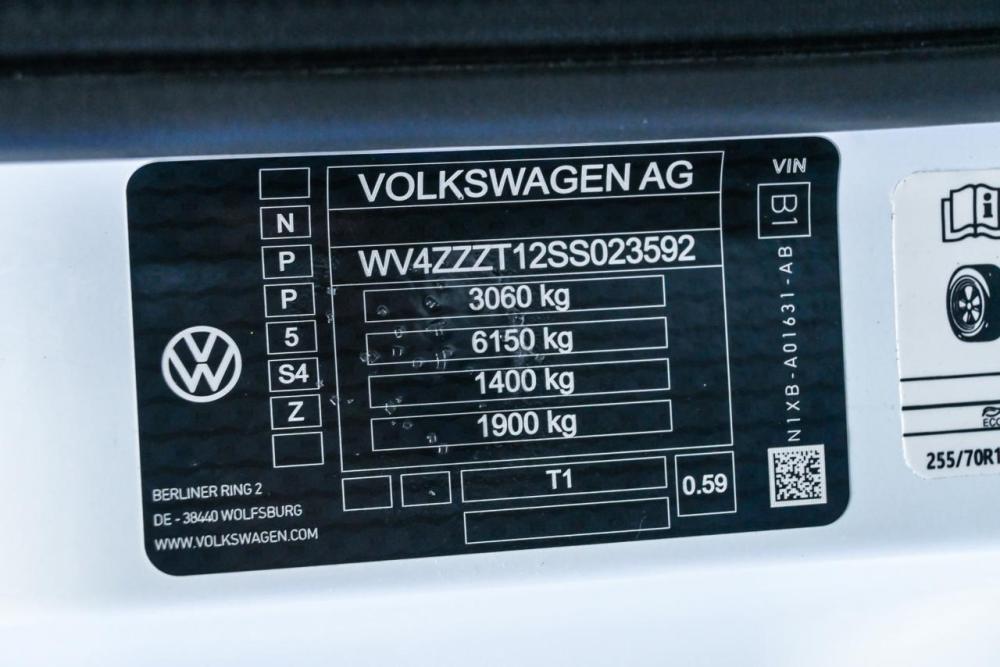 VOLKSWAGEN AG
VIN
B1
N
WV4ZZZT12SS023592
P
P
3060 kg
5
6150 kg
S4
1400 kg
Z
1900 kg
N1XB-A01631-AB
T1
0.59
BERLINER RING 2
DE - 38440 WOLFSBURG
WWW.VOLKSWAGEN.COM
i
ECO
255/70R1